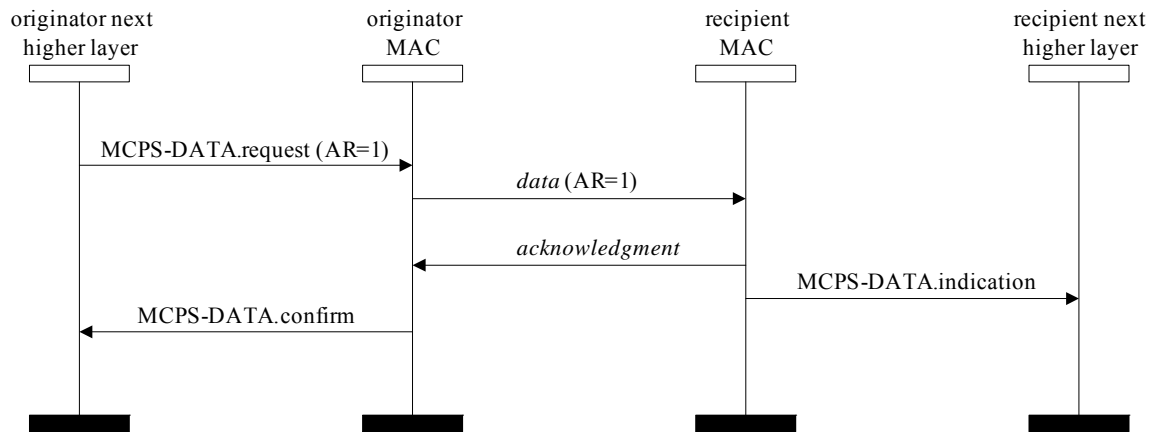 originator next
higher layer
originator
MAC
recipient
MAC
recipient next
higher layer
MCPS-DATA.request (AR=1)
data (AR=1)
acknowledgment
MCPS-DATA.indication
MCPS-DATA.confirm